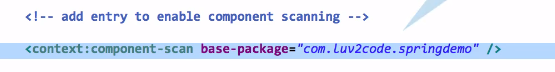 <!-- add entry to enable component scanning -->
<context:component-scan base-package="com.luv2code.springdemo" />